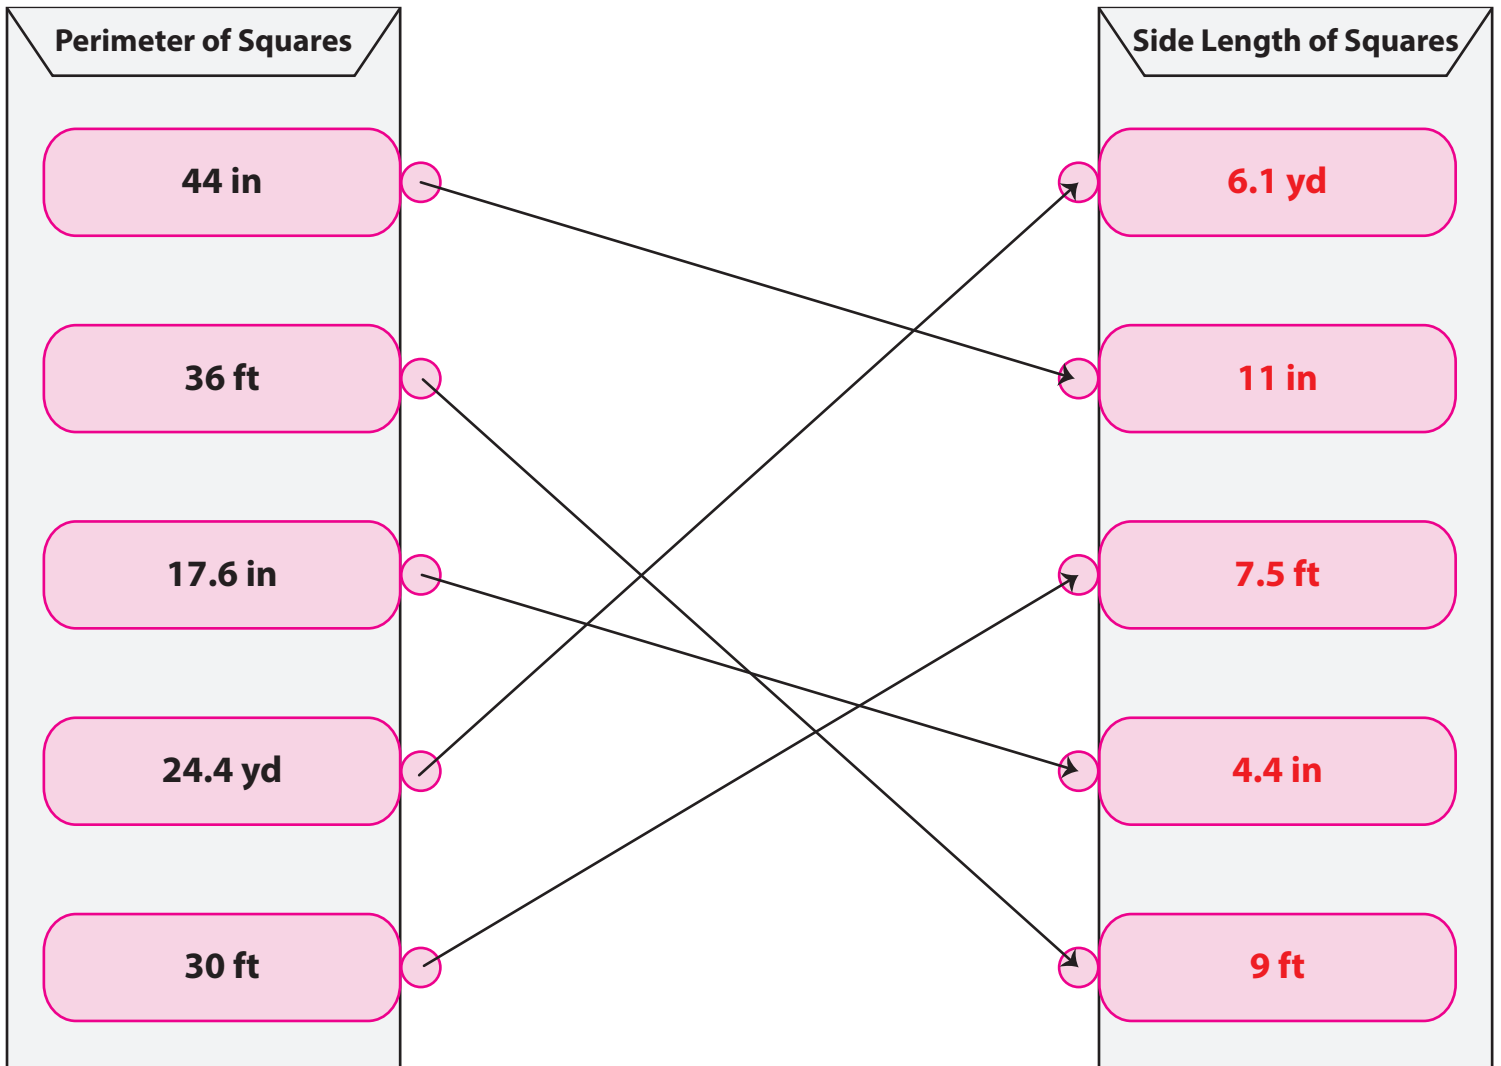 Perimeter of Squares
Side Length of Squares
44 in
6.1 yd
36 ft
11 in
17.6 in
7.5 ft
24.4 yd
4.4 in
30 ft
9 ft